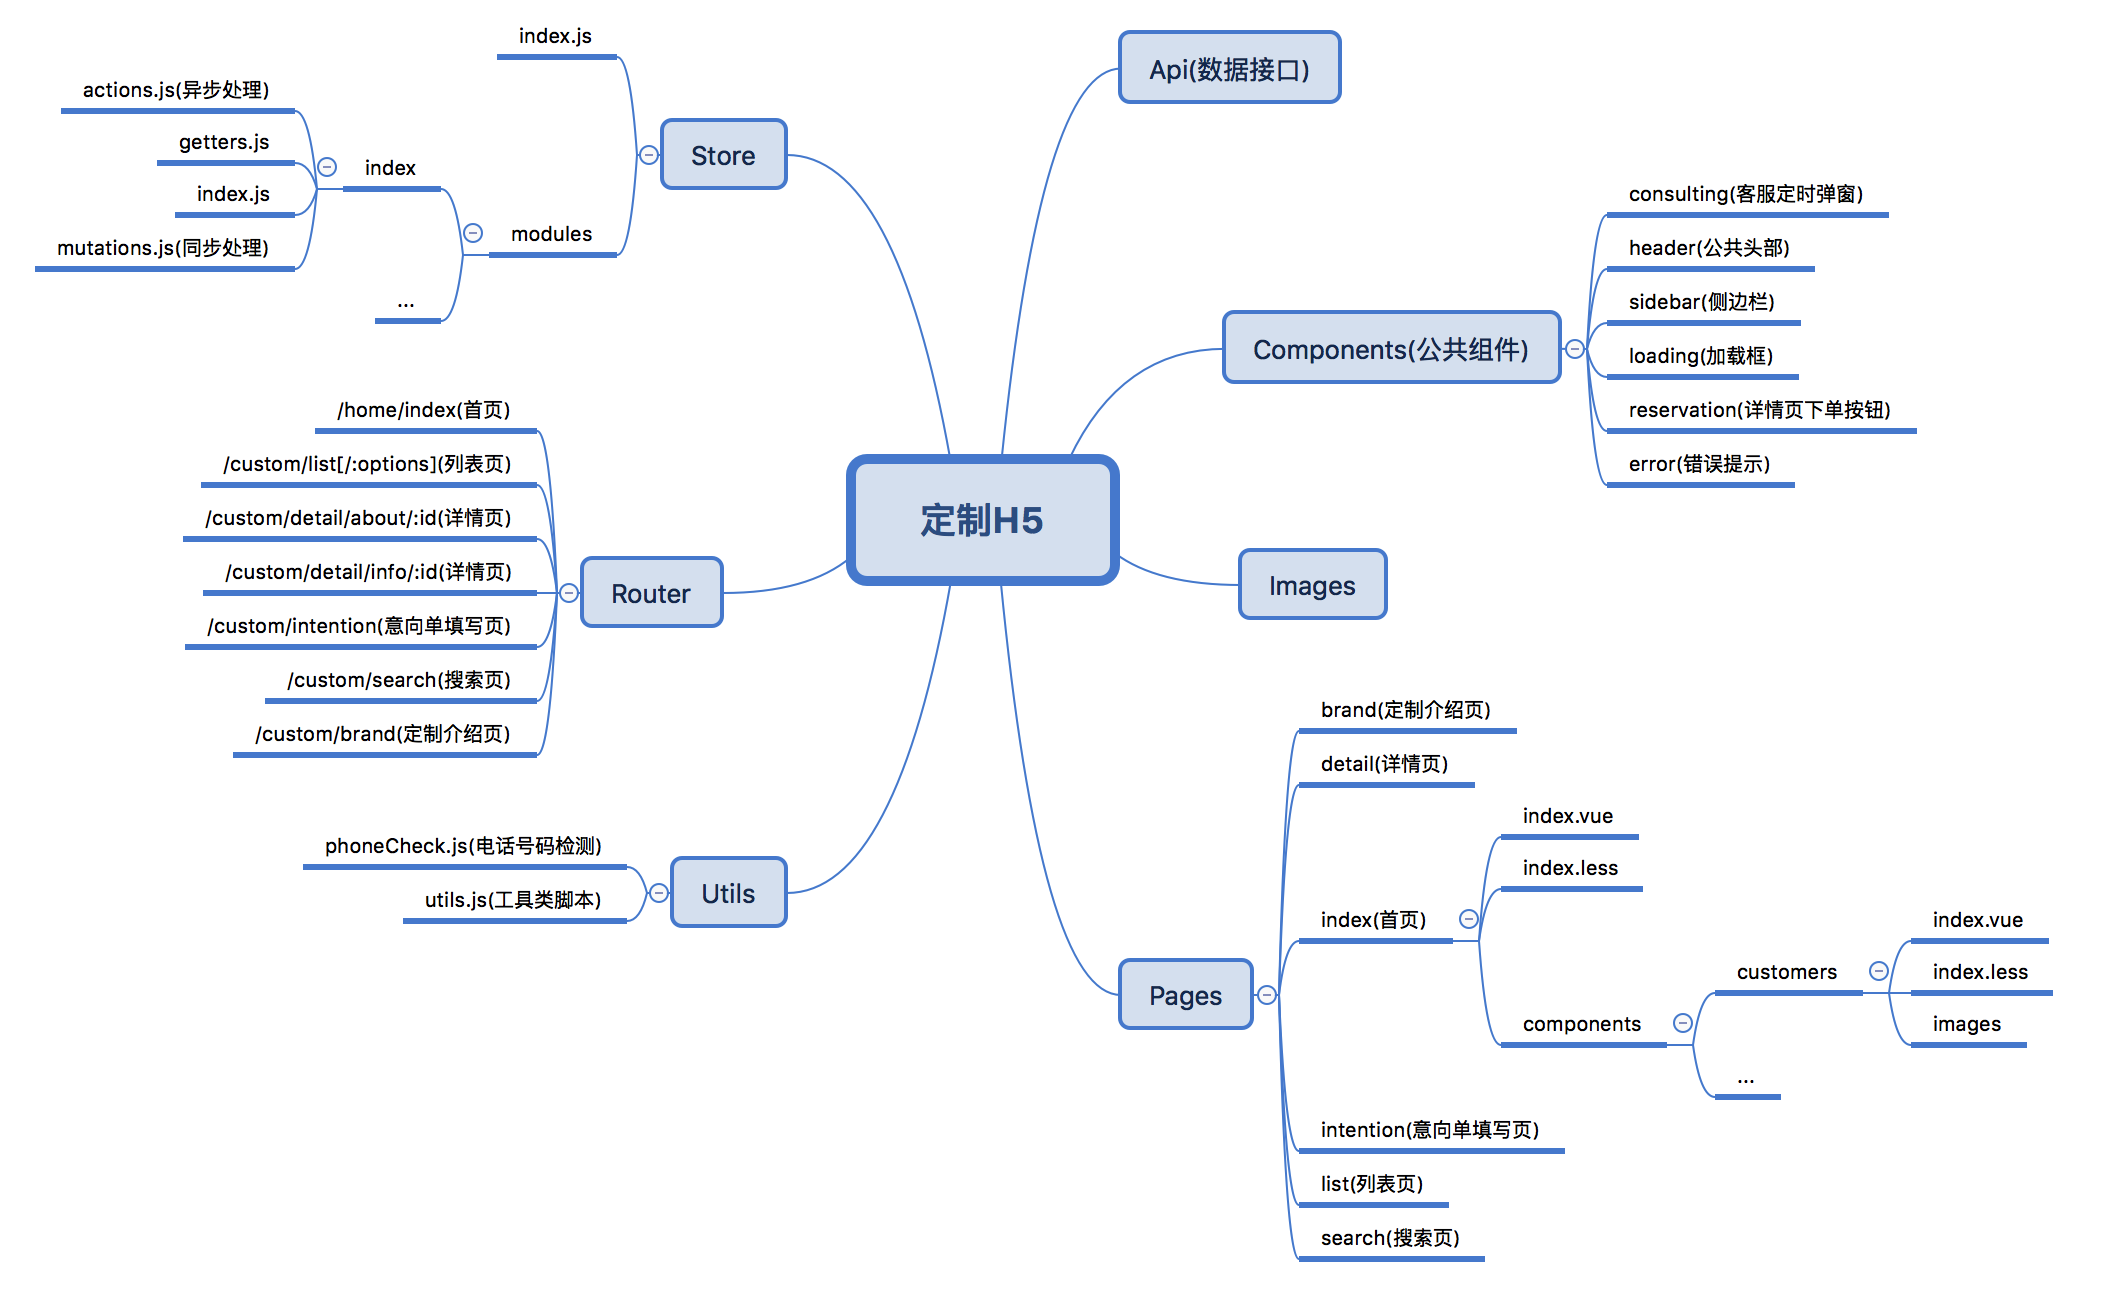 定制H5
Api(数据接口)
Components(公共组件)
consulting(客服定时弹窗)
header(公共头部)
sidebar(侧边栏)
loading(加载框)
reservation(详情页下单按钮)
error(错误提示)
Images
Pages
brand(定制介绍页)
detail(详情页)
index(首页)
index.vue
index.less
components
customers
index.vue
index.less
images
...
intention(意向单填写页)
list(列表页)
search(搜索页)
Store
index.js
modules
index
actions.js(异步处理)
getters.js
index.js
mutations.js(同步处理)
...
Router
/home/index(首页)
/custom/list[/:options](列表页)
/custom/detail/about/:id(详情页)
/custom/detail/info/:id(详情页)
/custom/intention(意向单填写页)
/custom/search(搜索页)
/custom/brand(定制介绍页)
Utils
phoneCheck.js(电话号码检测)
utils.js(工具类脚本)